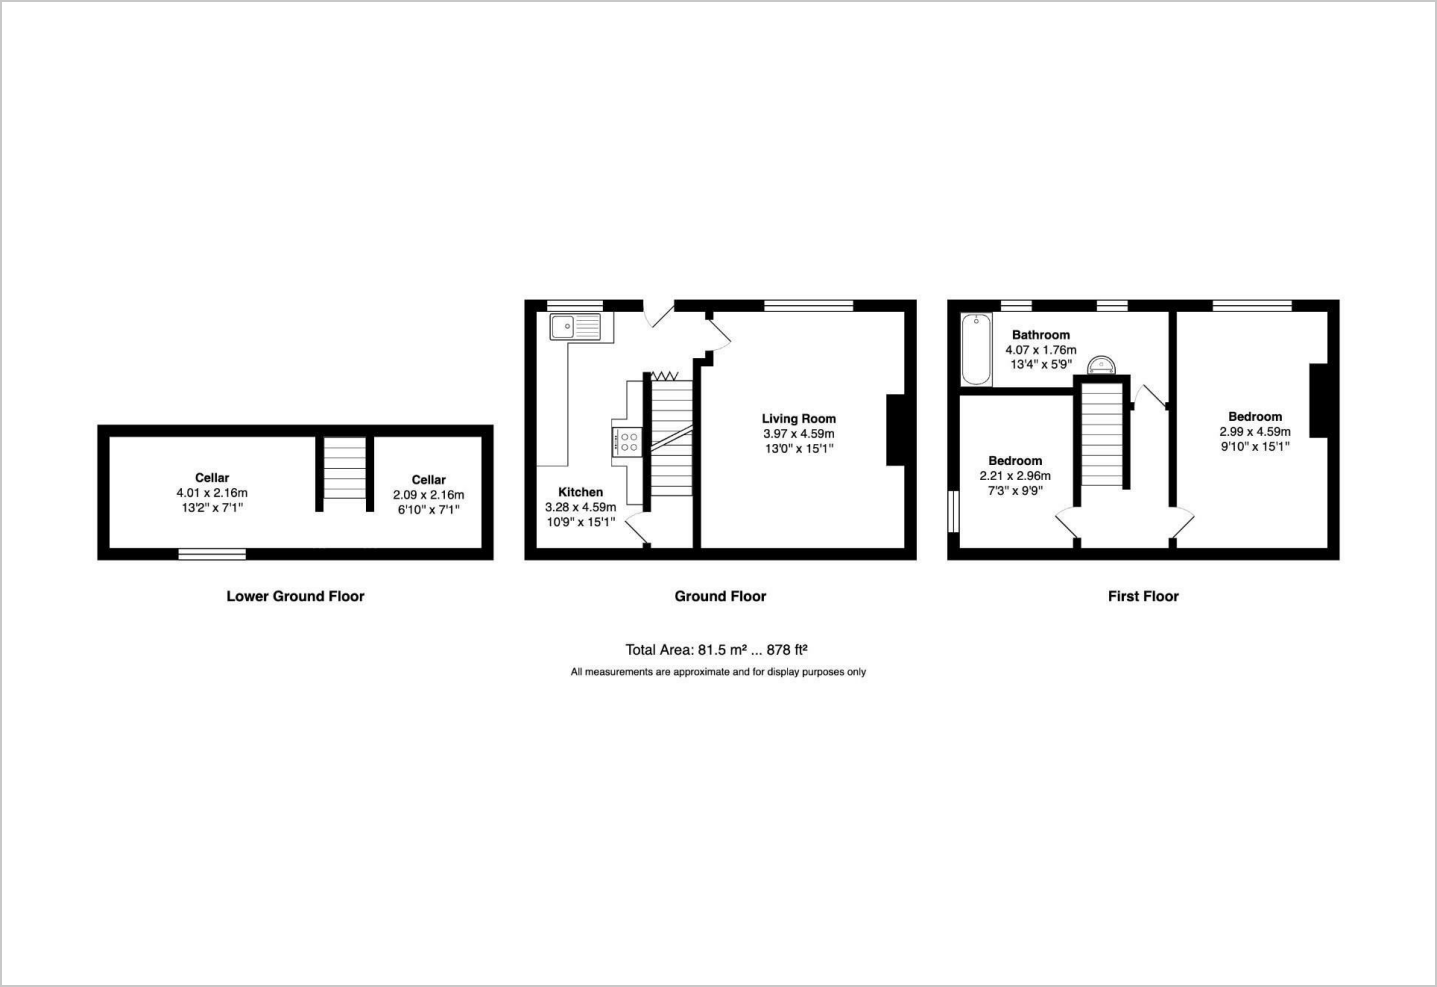 Cellar
4.01 x 2.16m
13'2" x 7'1"
Cellar
2.09 x 2.16m
6'10" x 7'1"
Lower Ground Floor
Kitchen
3.28 x 4.59m
10'9" x 15'1"
Living Room
3.97 x 4.59m
13'0" x 15'1"
Ground Floor
Bathroom
4.07 x 1.76m
13'4" x 5'9"
Bedroom
2.21 x 2.96m
7'3" x 9'9"
Bedroom
2.99 x 4.59m
9'10" x 15'1"
First Floor
Total Area: 81.5 m² ... 878 ft²
All measurements are approximate and for display purposes only